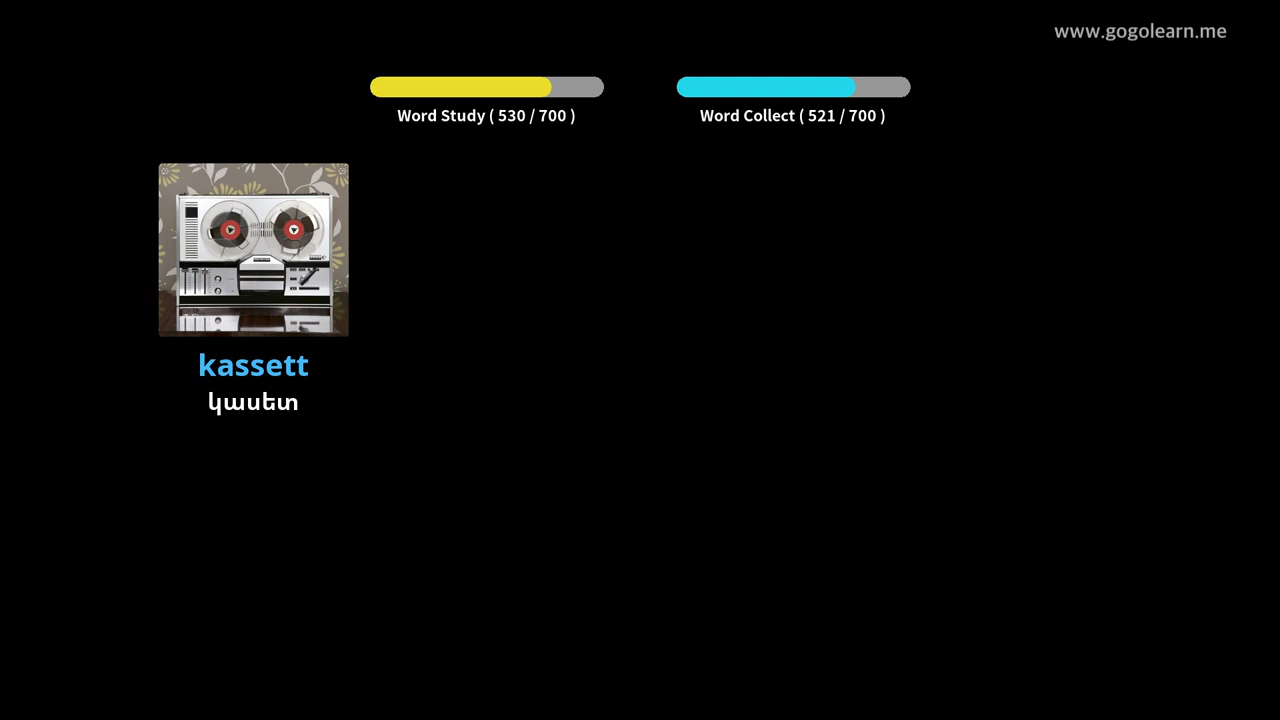 www.gogolearn.me
Word Study ( 530 / 700 )
Word Collect ( 521 / 700 )
kassett
կասետ